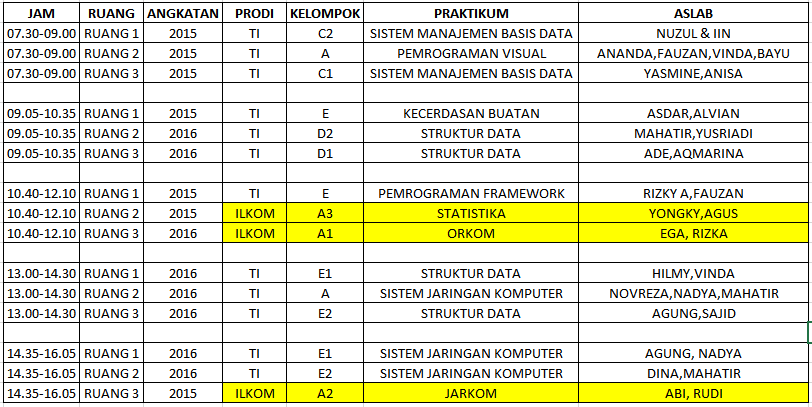 JAM RUANG ANGKATAN PRODI KELOMPOK PRAKTIKUM ASLAB
07.30-09.00 RUANG 1 2015 TI C2 SISTEM MANAJEMEN BASIS DATA NUZUL & IIN
07.30-09.00 RUANG 2 2015 TI A PEMROGRAMAN VISUAL ANANDA,FAUZAN,VINDA,BAYU
07.30-09.00 RUANG 3 2015 TI C1 SISTEM MANAJEMEN BASIS DATA YASMINE,ANISA
09.05-10.35 RUANG 1 2015 TI E KECERDASAN BUATAN ASDAR,ALVIAN
09.05-10.35 RUANG 2 2016 TI D2 STRUKTUR DATA MAHATIR,YUSRIADI
09.05-10.35 RUANG 3 2016 TI D1 STRUKTUR DATA ADE,AQMARINA
10.40-12.10 RUANG 1 2015 TI E PEMROGRAMAN FRAMEWORK RIZKY A,FAUZAN
10.40-12.10 RUANG 2 2015 ILKOM A3 STATISTIKA YONGKY,AGUS
10.40-12.10 RUANG 3 2016 ILKOM A1 ORKOM EGA, RIZKA
13.00-14.30 RUANG 1 2016 TI E1 STRUKTUR DATA HILMY,VINDA
13.00-14.30 RUANG 2 2016 TI A SISTEM JARINGAN KOMPUTER NOVREZA,NADYA,MAHATIR
13.00-14.30 RUANG 3 2016 TI E2 STRUKTUR DATA AGUNG,SAJID
14.35-16.05 RUANG 1 2016 TI E1 SISTEM JARINGAN KOMPUTER AGUNG, NADYA
14.35-16.05 RUANG 2 2016 TI E2 SISTEM JARINGAN KOMPUTER DINA,MAHATIR
14.35-16.05 RUANG 3 2015 ILKOM A2 JARKOM ABI, RUDI